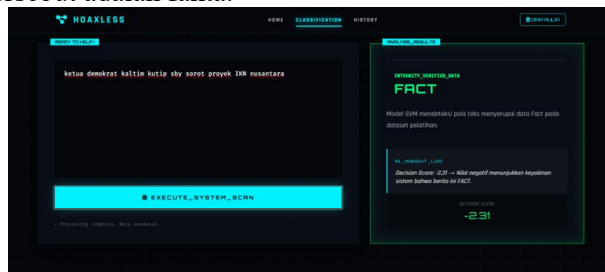 HOAXLESS
HOME CLASSIFICATION HISTORY
READY TO HELP!
ketua demokrat kaltim kutip sby sorot proyek IKN nusantara
EXECUTE_SYSTEM_SCAN
> Processing complete. Data rendered.
ANALYSIS_RESULTS
INTEGRITY_VERIFIED_DATA
FACT
Model SVM mendeteksi pola teks menyerupai data Fact pada
dataset pelatihan.
AI_INSIGHT_LOG
Decision Score: -2.31 -> Nilai negatif menunjukkan keyakinan
sistem bahwa berita ini FACT.
DECISION_SCORE
-2.31